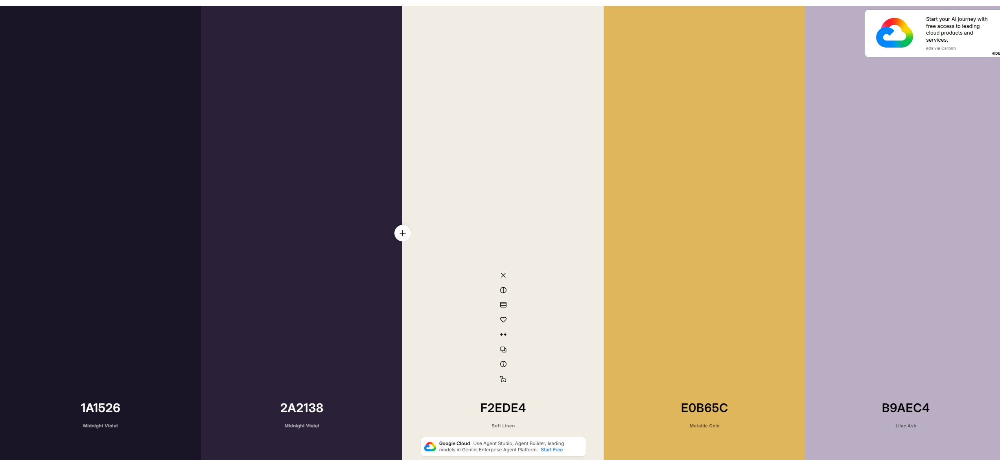 Start your AI journey with
free access to leading
cloud products and
services.
ads via Carbon
HIDE
1A1526
2A2138
F2EDE4
E0B65C
B9AEC4
Midnight Violet
Midnight Violet
Soft Linen
Metallic Gold
Lilac Ash
Google Cloud Use Agent Studio, Agent Builder, leading
models in Gemini Enterprise Agent Platform. Start Free